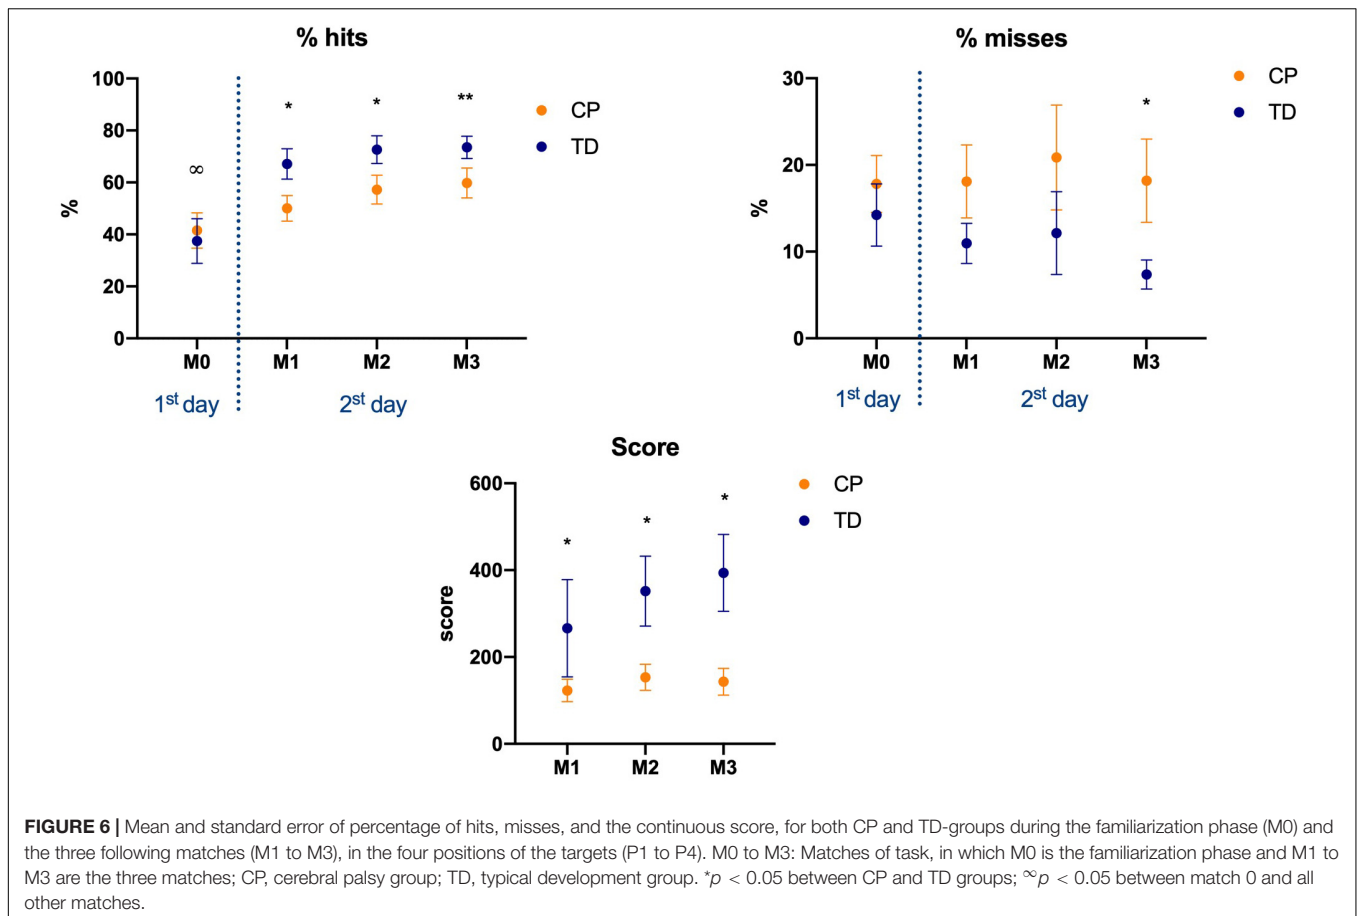 % hits
100
80
60
40
20
0
%
∞
*
*
**
CP
TD
M0
M1
M2
M3
1st day
2st day
% misses
30
20
10
0
%
*
CP
TD
M0
M1
M2
M3
1st day
2st day
Score
600
400
200
0
score
*
*
*
CP
TD
M1
M2
M3
FIGURE 6 | Mean and standard error of percentage of hits, misses, and the continuous score, for both CP and TD-groups during the familiarization phase (M0) and
the three following matches (M1 to M3), in the four positions of the targets (P1 to P4). M0 to M3: Matches of task, in which M0 is the familiarization phase and M1 to
M3 are the three matches; CP, cerebral palsy group; TD, typical development group. *p < 0.05 between CP and TD groups; ∞p < 0.05 between match 0 and all
other matches.